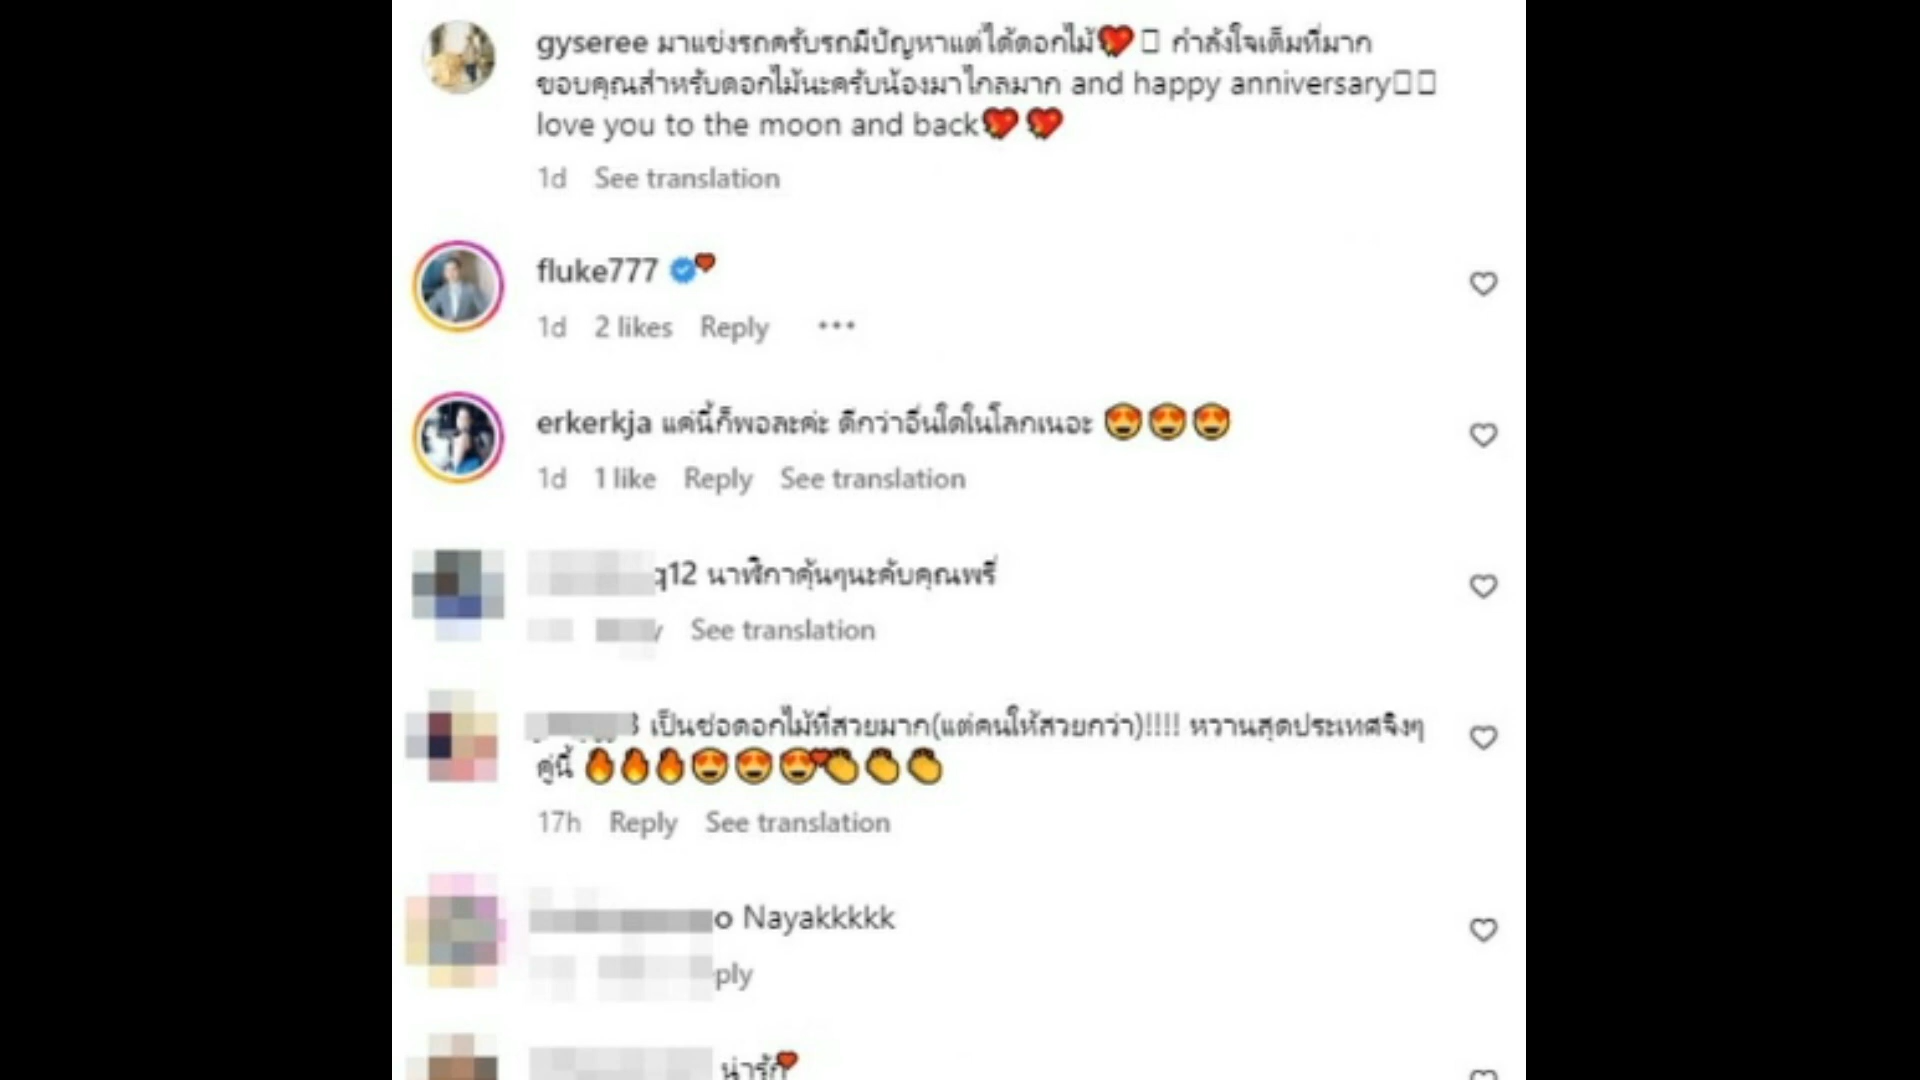 gyseree มาแข่งรถครับรถมีปัญหาแต่ได้ดอกไม้💝 กำลังใจเต็มที่มาก
ขอบคุณสำหรับดอกไม้นะครับน้องมาไกลมาก and happy anniversary
love you to the moon and back💝💝
1d See translation
fluke777 ❤
1d 2 likes Reply •••
erkerkja แค่นี้ก็พอละค่ะ ดีกว่าอื่นใดในโลกเนอะ 😍😍😍
1d 1 like Reply See translation
q12 นาฬิกาคุ้นๆนะคับคุณพรี่
See translation
3 เป็นช่อดอกไม้ที่สวยมาก(แต่คนให้สวยกว่า)!!!! หวานสุดประเทศจิงๆ
คู่นี้ 🔥🔥🔥😍😍😍❤👏👏👏
17h Reply See translation
o Nayakkkkk
ply
น่ารัก❤